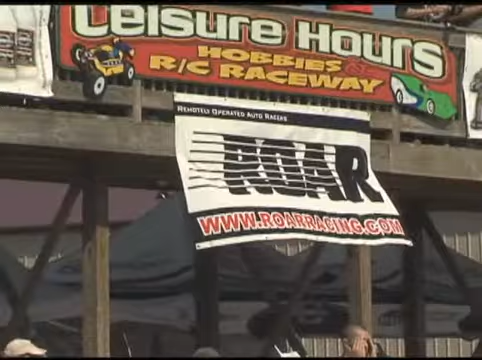 Leisure Hours
HOBBIES &
R/C RACEWAY
REMOTELY OPERATED AUTO RACERS
ROAR
WWW.ROARRACING.COM